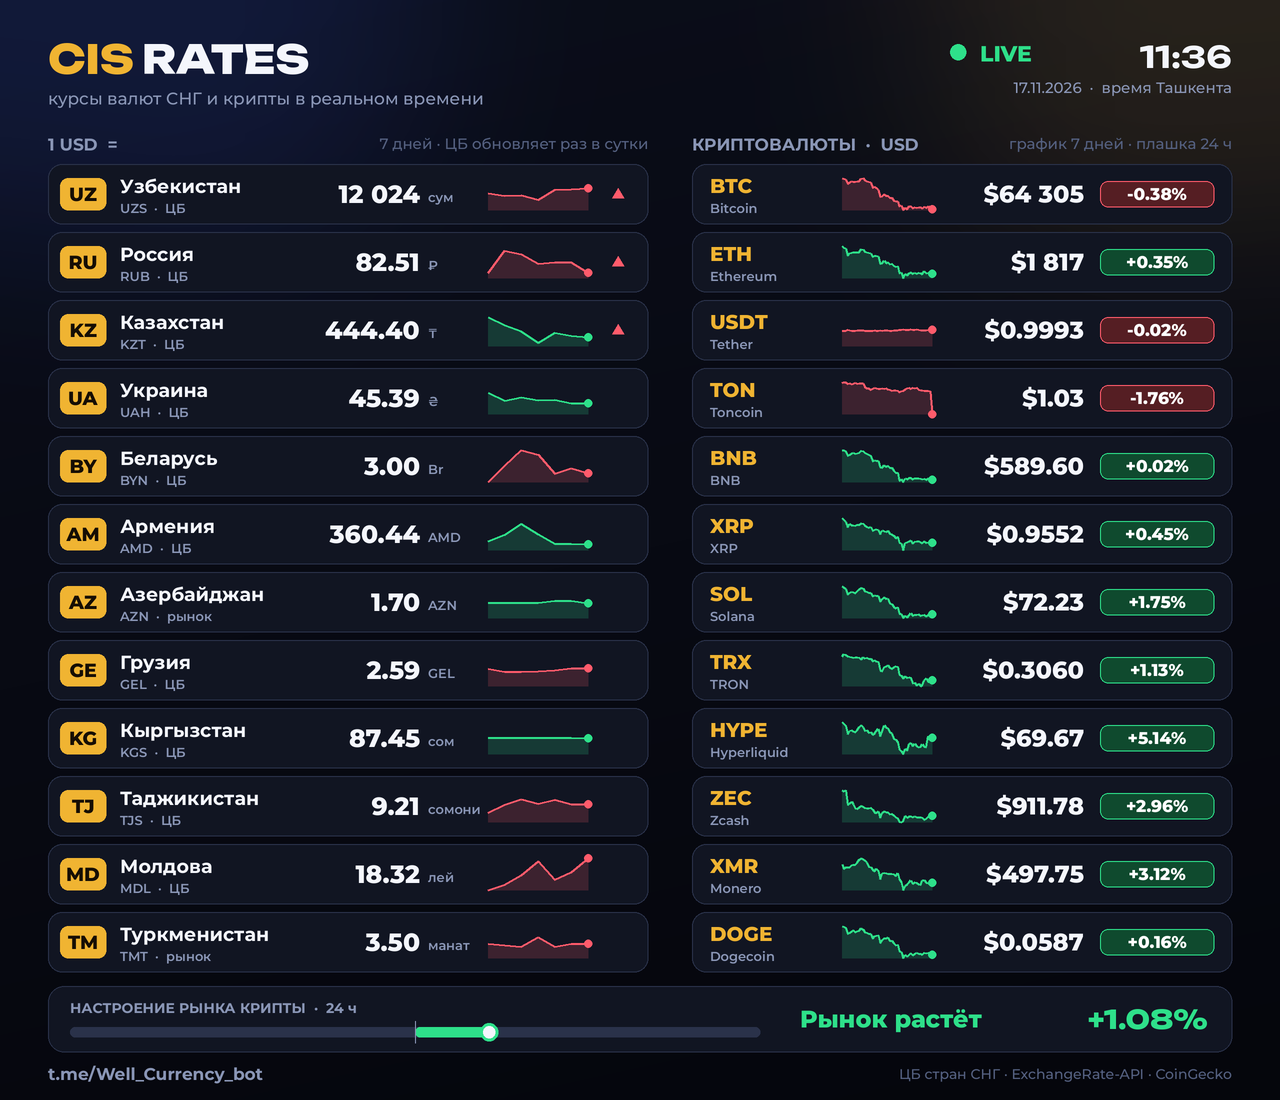 CIS RATES
курсы валют СНГ и крипты в реальном времени
LIVE
11:36
17.11.2026 · время Ташкента
1 USD =
7 дней · ЦБ обновляет раз в сутки
UZ Узбекистан 12 024 сум
UZS · ЦБ
RU Россия 82.51 ₽
RUB · ЦБ
KZ Казахстан 444.40 ₸
KZT · ЦБ
UA Украина 45.39 ₴
UAH · ЦБ
BY Беларусь 3.00 Br
BYN · ЦБ
AM Армения 360.44 AMD
AMD · ЦБ
AZ Азербайджан 1.70 AZN
AZN · рынок
GE Грузия 2.59 GEL
GEL · ЦБ
KG Кыргызстан 87.45 сом
KGS · ЦБ
TJ Таджикистан 9.21 сомони
TJS · ЦБ
MD Молдова 18.32 лей
MDL · ЦБ
TM Туркменистан 3.50 манат
TMT · рынок
КРИПТОВАЛЮТЫ · USD
график 7 дней · плашка 24 ч
BTC $64 305 -0.38%
Bitcoin
ETH $1 817 +0.35%
Ethereum
USDT $0.9993 -0.02%
Tether
TON $1.03 -1.76%
Toncoin
BNB $589.60 +0.02%
BNB
XRP $0.9552 +0.45%
XRP
SOL $72.23 +1.75%
Solana
TRX $0.3060 +1.13%
TRON
HYPE $69.67 +5.14%
Hyperliquid
ZEC $911.78 +2.96%
Zcash
XMR $497.75 +3.12%
Monero
DOGE $0.0587 +0.16%
Dogecoin
НАСТРОЕНИЕ РЫНКА КРИПТЫ · 24 ч
Рынок растёт +1.08%
t.me/Well_Currency_bot
ЦБ стран СНГ · ExchangeRate-API · CoinGecko